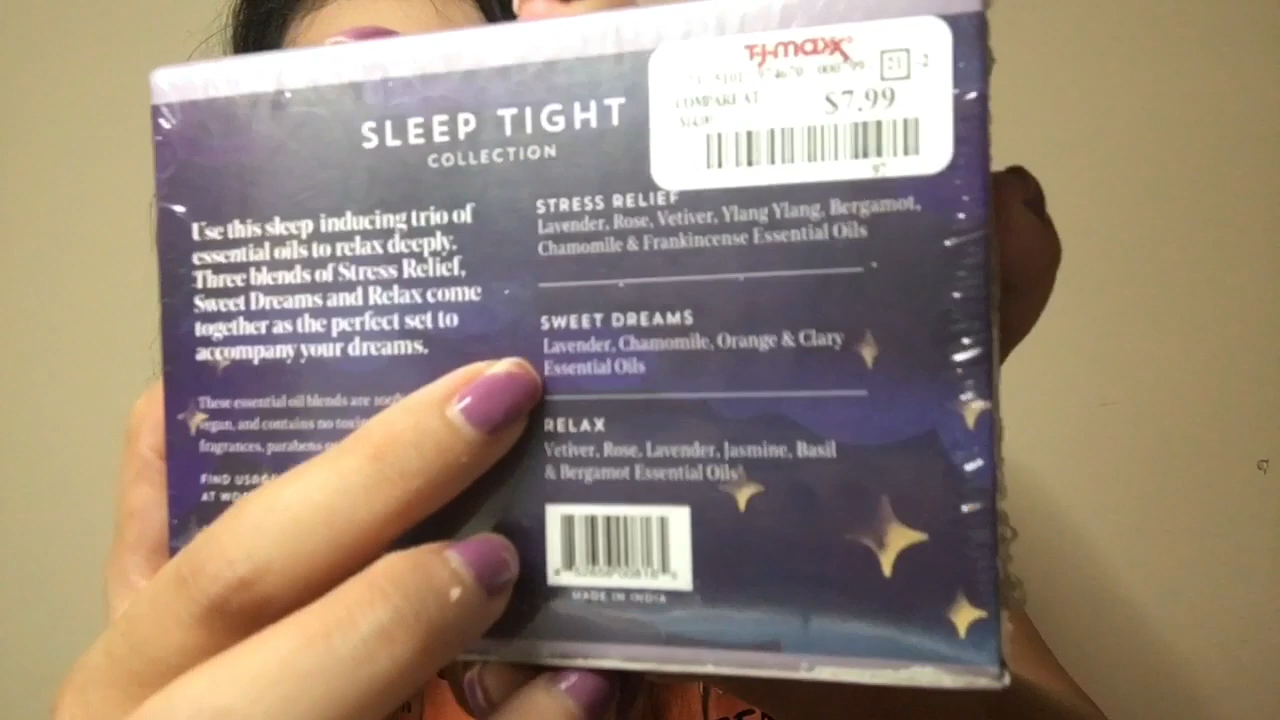 T.J.maxx
COMPARE AT
$7.99
97
SLEEP TIGHT
COLLECTION
Use this sleep inducing trio of
essential oils to relax deeply.
Three blends of Stress Relief,
Sweet Dreams and Relax come
together as the perfect set to
accompany your dreams.
These essential oil blends are
vegan, and contains no
fragrances, parabens
FIND
AT
STRESS RELIEF
Lavender, Rose, Vetiver, Ylang Ylang, Bergamot,
Chamomile & Frankincense Essential Oils
SWEET DREAMS
Lavender, Chamomile, Orange & Clary
Essential Oils
RELAX
Vetiver, Rose, Lavender, Jasmine, Basil
& Bergamot Essential Oils
MADE IN INDIA